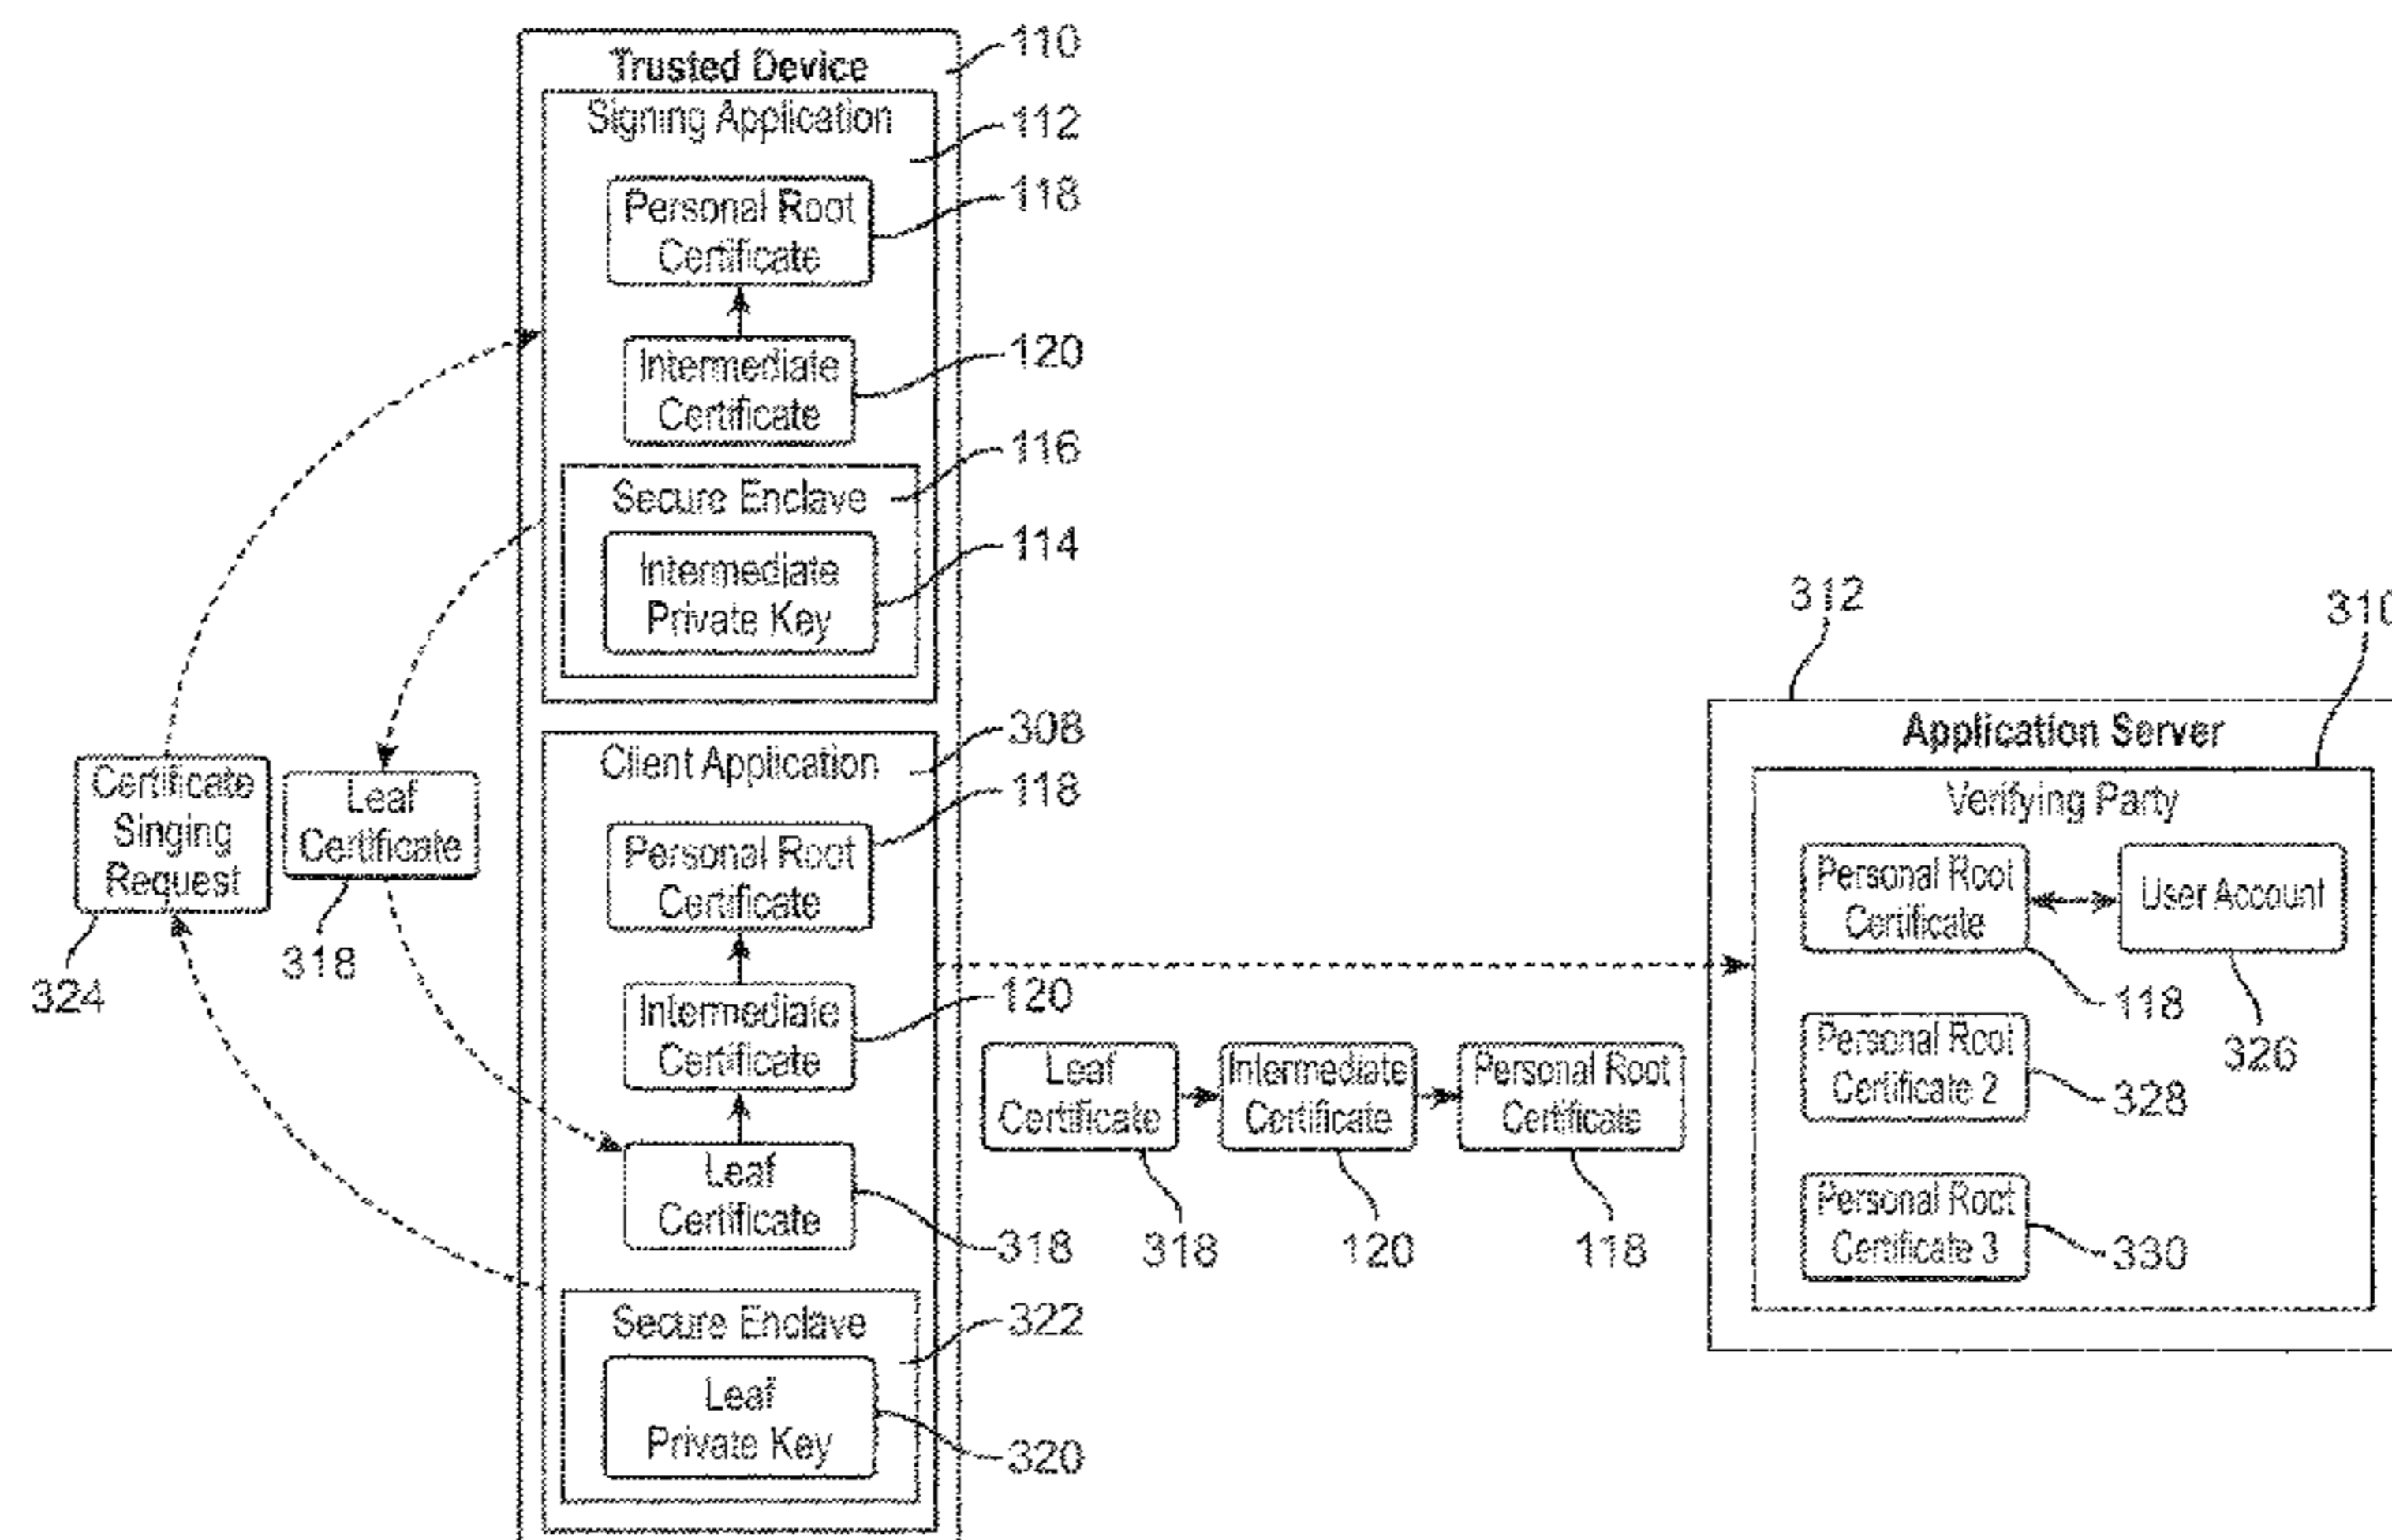 Trusted Device
110
Signing Application
112
Personal Root
Certificate
118
Intermediate
Certificate
120
Secure Enclave
116
Intermediate
Private Key
114
Client Application
308
Personal Root
Certificate
118
Intermediate
Certificate
120
Leaf
Certificate
318
Secure Enclave
322
Leaf
Private Key
320
Certificate
Singing
Request
324
Leaf
Certificate
318
Leaf
Certificate
318
Intermediate
Certificate
120
Personal Root
Certificate
118
312
310
Application Server
Verifying Party
Personal Root
Certificate
118
User Account
326
Personal Root
Certificate 2
328
Personal Root
Certificate 3
330